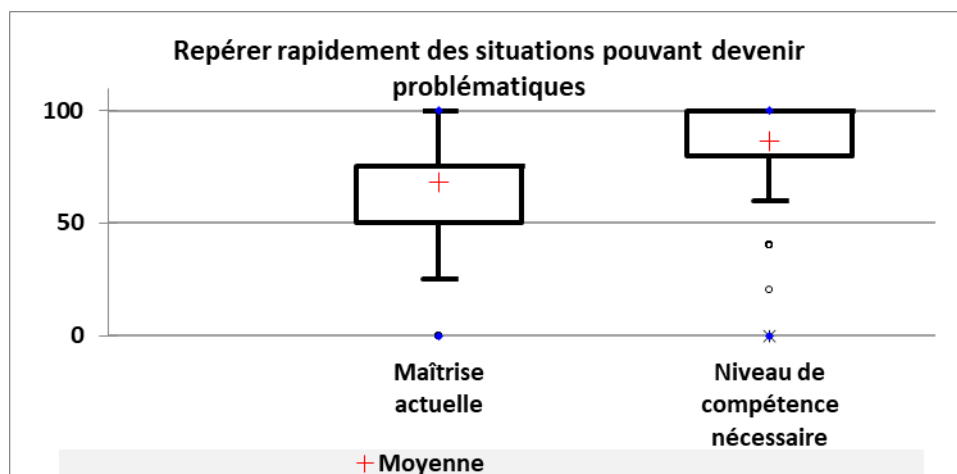 Repérer rapidement des situations pouvant devenir
problématiques
100
50
0
Maîtrise
actuelle
Niveau de
compétence
nécessaire
Moyenne